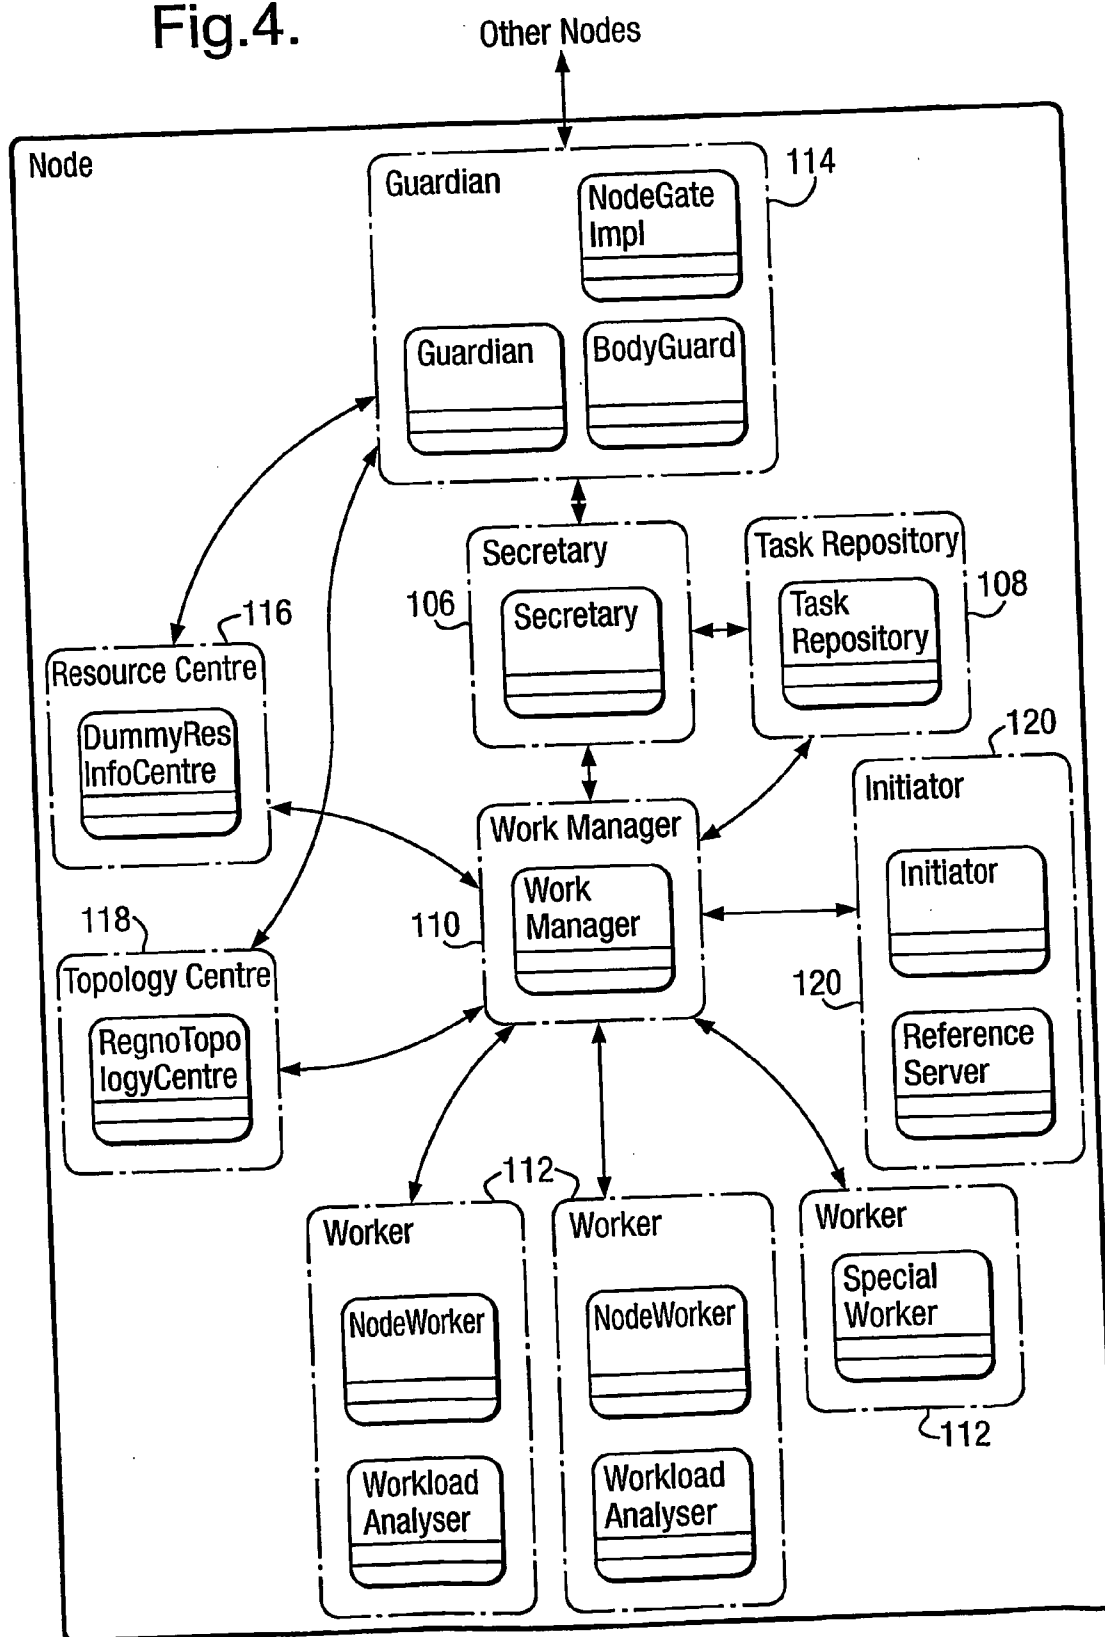 Fig.4.
Other Nodes
Node
Guardian
114
NodeGate
Impl
Guardian
BodyGuard
Secretary
Task Repository
106
Secretary
Task
Repository
108
116
Resource Centre
DummyRes
InfoCentre
120
Initiator
Work Manager
Work
Manager
110
Initiator
118
Topology Centre
RegnoTopo
logyCentre
120
Reference
Server
112
Worker
Worker
Worker
NodeWorker
NodeWorker
Special
Worker
112
Workload
Analyser
Workload
Analyser